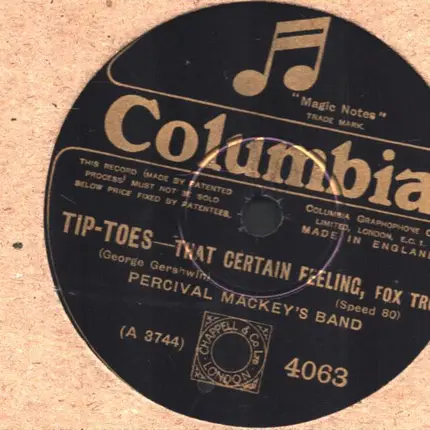 "Magic Notes"
TRADE MARK.
Columbia
THIS RECORD (MADE BY PATENTED
PROCESS) MUST NOT BE SOLD
BELOW PRICE FIXED BY PATENTEES.
COLUMBIA GRAPHOPHONE C
LIMITED, LONDON, E.C. 1.
MADE IN ENGLAND
TIP-TOES—THAT CERTAIN FEELING, FOX TRO
(George Gershwin)
(Speed 80)
PERCIVAL MACKEY'S BAND
(A 3744)
CHAPPELL & CO LTD
LONDON
4063